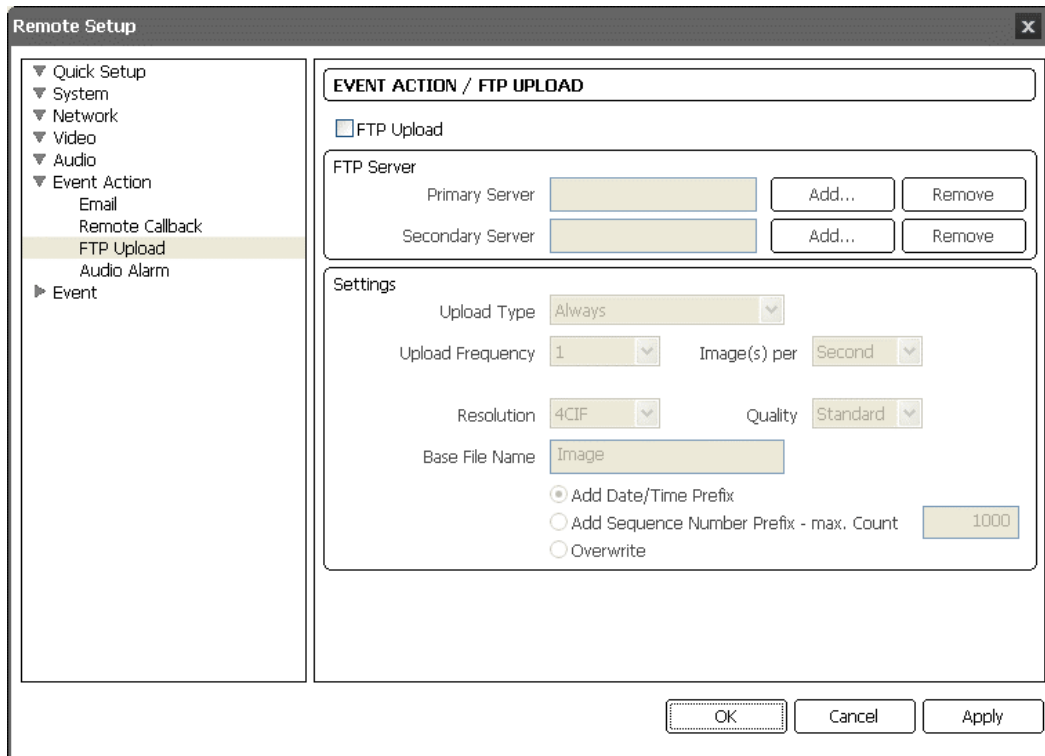 Remote Setup
Quick Setup
System
Network
Video
Audio
Event Action
Email
Remote Callback
FTP Upload
Audio Alarm
Event
EVENT ACTION / FTP UPLOAD
FTP Upload
FTP Server
Primary Server Add... Remove
Secondary Server Add... Remove
Settings
Upload Type Always
Upload Frequency 1 Image(s) per Second
Resolution 4CIF Quality Standard
Base File Name Image
Add Date/Time Prefix
Add Sequence Number Prefix - max. Count 1000
Overwrite
OK Cancel Apply